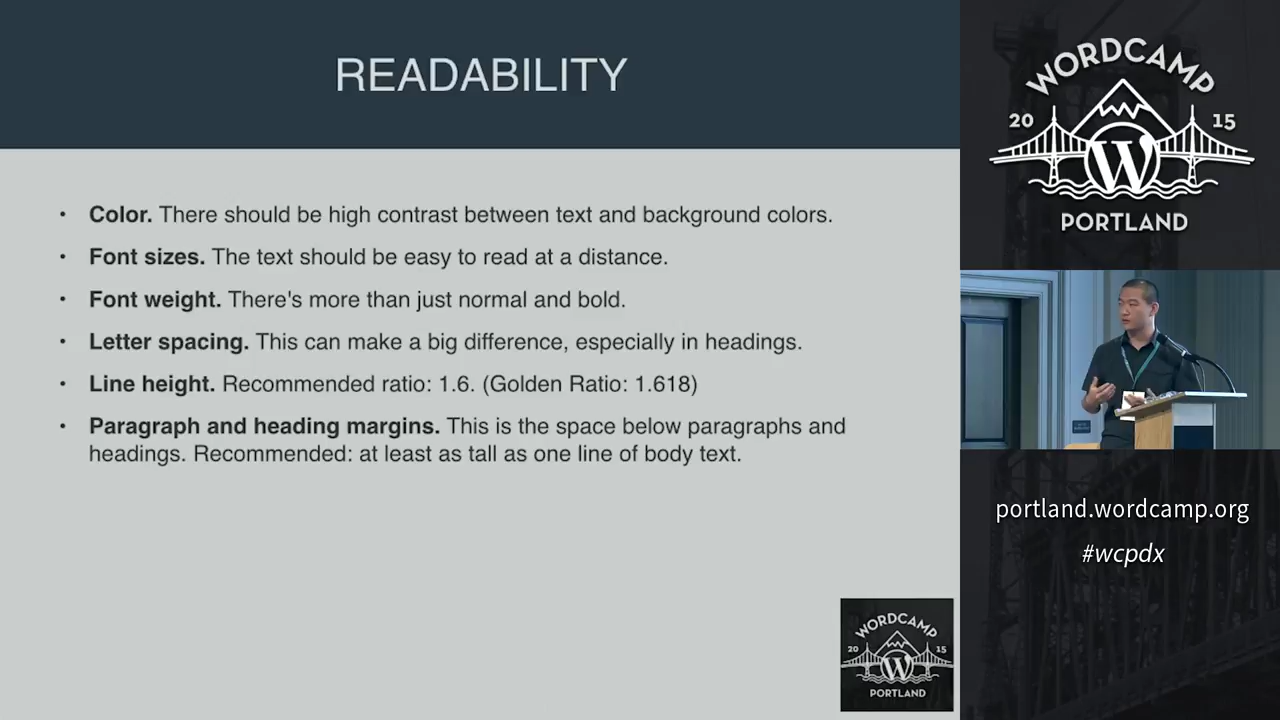 READABILITY
• Color. There should be high contrast between text and background colors.
• Font sizes. The text should be easy to read at a distance.
• Font weight. There's more than just normal and bold.
• Letter spacing. This can make a big difference, especially in headings.
• Line height. Recommended ratio: 1.6. (Golden Ratio: 1.618)
• Paragraph and heading margins. This is the space below paragraphs and
headings. Recommended: at least as tall as one line of body text.
WORDCAMP
20 15
W
PORTLAND
WORDCAMP
20 15
W
PORTLAND
portland.wordcamp.org
#wcpdx